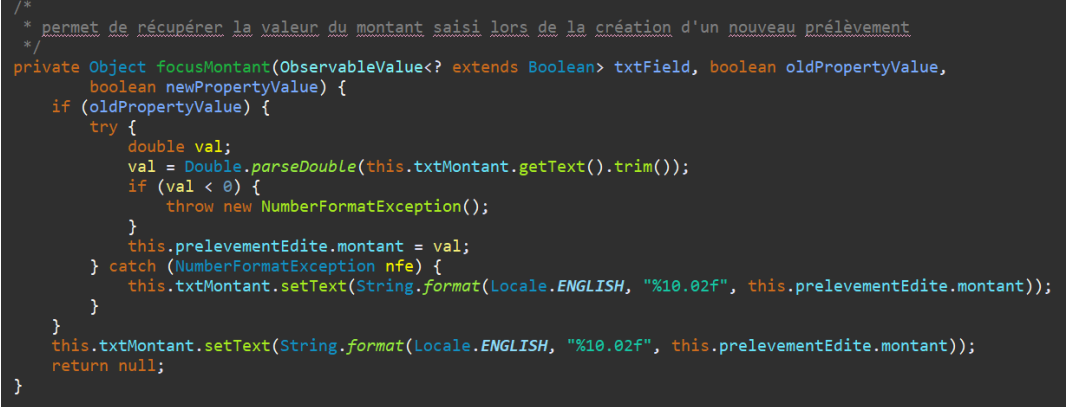 /*
 * permet de récupérer la valeur du montant saisi lors de la création d'un nouveau prélèvement
 */
private Object focusMontant(ObservableValue<? extends Boolean> txtField, boolean oldPropertyValue,
        boolean newPropertyValue) {
    if (oldPropertyValue) {
        try {
            double val;
            val = Double.parseDouble(this.txtMontant.getText().trim());
            if (val < 0) {
                throw new NumberFormatException();
            }
            this.prelevementEdite.montant = val;
        } catch (NumberFormatException nfe) {
            this.txtMontant.setText(String.format(Locale.ENGLISH, "%10.02f", this.prelevementEdite.montant));
        }
    }
    this.txtMontant.setText(String.format(Locale.ENGLISH, "%10.02f", this.prelevementEdite.montant));
    return null;
}